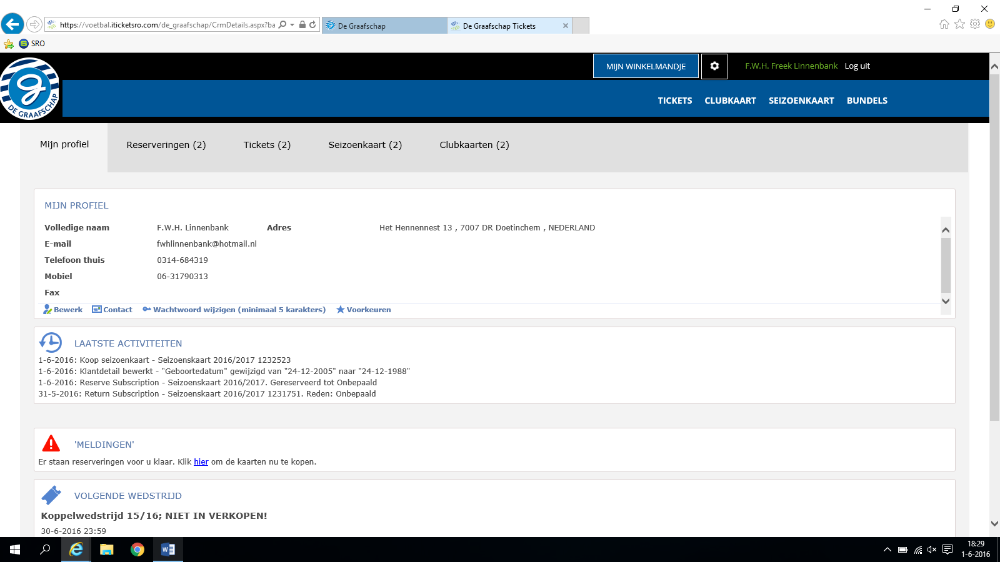 https://voetbal.iticketsro.com/de_graafschap/CrmDetails.aspx?ba
De Graafschap
De Graafschap Tickets
SRO
MIJN WINKELMANDJE
F.W.H. Freek Linnenbank
Log uit
DE GRAAFSCHAP
TICKETS
CLUBKAART
SEIZOENKAART
BUNDELS
Mijn profiel
Reserveringen (2)
Tickets (2)
Seizoenkaart (2)
Clubkaarten (2)
MIJN PROFIEL
Volledige naam F.W.H. Linnenbank Adres Het Hennennest 13 , 7007 DR Doetinchem , NEDERLAND
E-mail fwhlinnenbank@hotmail.nl
Telefoon thuis 0314-684319
Mobiel 06-31790313
Fax
Bewerk Contact Wachtwoord wijzigen (minimaal 5 karakters) Voorkeuren
LAATSTE ACTIVITEITEN
1-6-2016: Koop seizoenkaart - Seizoenskaart 2016/2017 1232523
1-6-2016: Klantdetail bewerkt - "Geboortedatum" gewijzigd van "24-12-2005" naar "24-12-1988"
1-6-2016: Reserve Subscription - Seizoenskaart 2016/2017. Gereserveerd tot Onbepaald
31-5-2016: Return Subscription - Seizoenskaart 2016/2017 1231751. Reden: Onbepaald
'MELDINGEN'
Er staan reserveringen voor u klaar. Klik hier om de kaarten nu te kopen.
VOLGENDE WEDSTRIJD
Koppelwedstrijd 15/16; NIET IN VERKOPEN!
30-6-2016 23:59
18:29
1-6-2016